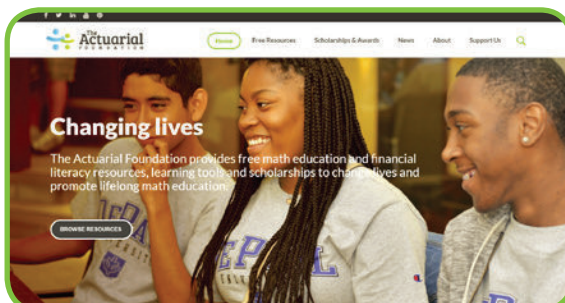 The
Actuarial
FOUNDATION
Home
Free Resources
Scholarships & Awards
News
About
Support Us
Changing lives
The Actuarial Foundation provides free math education and financial
literacy resources, learning tools and scholarships to change lives and
promote lifelong math education.
BROWSE RESOURCES
DEPAUL